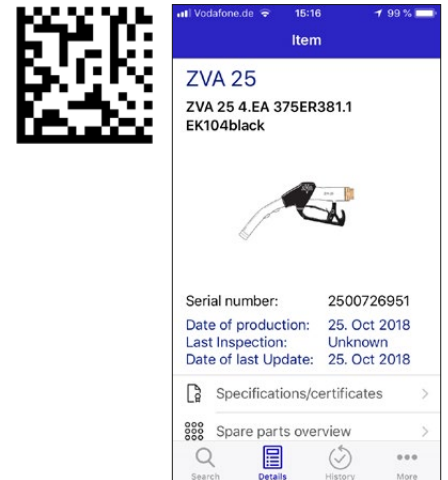 Vodafone.de 15:16 99 %
Item
ZVA 25
ZVA 25 4.EA 375ER381.1
EK104black
Serial number: 2500726951
Date of production: 25. Oct 2018
Last Inspection: Unknown
Date of last Update: 25. Oct 2018
Specifications/certificates
Spare parts overview
Search Details History More